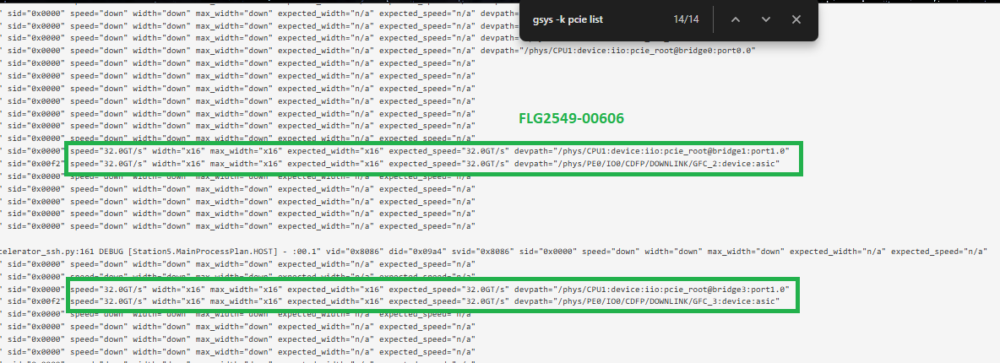 " sid="0x0000" speed="down" width="down" max_width="down" expected_width="n/a" expected_speed="n/a" devpath="/phys
gsys -k pcie list 14/14
" sid="0x0000" speed="down" width="down" max_width="down" expected_width="n/a" expected_speed="n/a" devpath="/phys
" sid="0x0000" speed="down" width="down" max_width="down" expected_width="n/a" expected_speed="n/a" devpath="/phys
" sid="0x0000" speed="down" width="down" max_width="down" expected_width="n/a" expected_speed="n/a" devpath="/phys/CPU1:device:iio:pcie_root@bridge0:port0.0"
" sid="0x0000" speed="down" width="down" max_width="down" expected_width="n/a" expected_speed="n/a"
" sid="0x0000" speed="down" width="down" max_width="down" expected_width="n/a" expected_speed="n/a"
" sid="0x0000" speed="down" width="down" max_width="down" expected_width="n/a" expected_speed="n/a"
" sid="0x0000" speed="down" width="down" max_width="down" expected_width="n/a" expected_speed="n/a"
" sid="0x0000" speed="down" width="down" max_width="down" expected_width="n/a" expected_speed="n/a"
FLG2549-00606
" sid="0x0000" speed="down" width="down" max_width="down" expected_width="n/a" expected_speed="n/a"
" sid="0x0000" speed="down" width="down" max_width="down" expected_width="n/a" expected_speed="n/a"
" sid="0x0000" speed="32.0GT/s" width="x16" max_width="x16" expected_width="x16" expected_speed="32.0GT/s" devpath="/phys/CPU1:device:iio:pcie_root@bridge1:port1.0"
" sid="0x00f2" speed="32.0GT/s" width="x16" max_width="x16" expected_width="x16" expected_speed="32.0GT/s" devpath="/phys/PE0/IO0/CDFP/DOWNLINK/GFC_2:device:asic"
" sid="0x0000" speed="down" width="down" max_width="down" expected_width="n/a" expected_speed="n/a"
" sid="0x0000" speed="down" width="down" max_width="down" expected_width="n/a" expected_speed="n/a"
" sid="0x0000" speed="down" width="down" max_width="down" expected_width="n/a" expected_speed="n/a"
" sid="0x0000" speed="down" width="down" max_width="down" expected_width="n/a" expected_speed="n/a"
" sid="0x0000" speed="down" width="down" max_width="down" expected_width="n/a" expected_speed="n/a"
celerator_ssh.py:161 DEBUG [Station5.MainProcessPlan.HOST] - :00.1" vid="0x8086" did="0x09a4" svid="0x8086" sid="0x0000" speed="down" width="down" max_width="down" expected_width="n/a" expected_speed="n/a"
" sid="0x0000" speed="down" width="down" max_width="down" expected_width="n/a" expected_speed="n/a"
" sid="0x0000" speed="down" width="down" max_width="down" expected_width="n/a" expected_speed="n/a"
" sid="0x0000" speed="32.0GT/s" width="x16" max_width="x16" expected_width="x16" expected_speed="32.0GT/s" devpath="/phys/CPU1:device:iio:pcie_root@bridge3:port1.0"
" sid="0x00f2" speed="32.0GT/s" width="x16" max_width="x16" expected_width="x16" expected_speed="32.0GT/s" devpath="/phys/PE0/IO0/CDFP/DOWNLINK/GFC_3:device:asic"
" sid="0x0000" speed="down" width="down" max_width="down" expected_width="n/a" expected_speed="n/a"
" sid="0x0000" speed="down" width="down" max_width="down" expected_width="n/a" expected_speed="n/a"
" sid="0x0000" speed="down" width="down" max_width="down" expected_width="n/a" expected_speed="n/a"
" sid="0x0000" speed="down" width="down" max_width="down" expected_width="n/a" expected_speed="n/a"